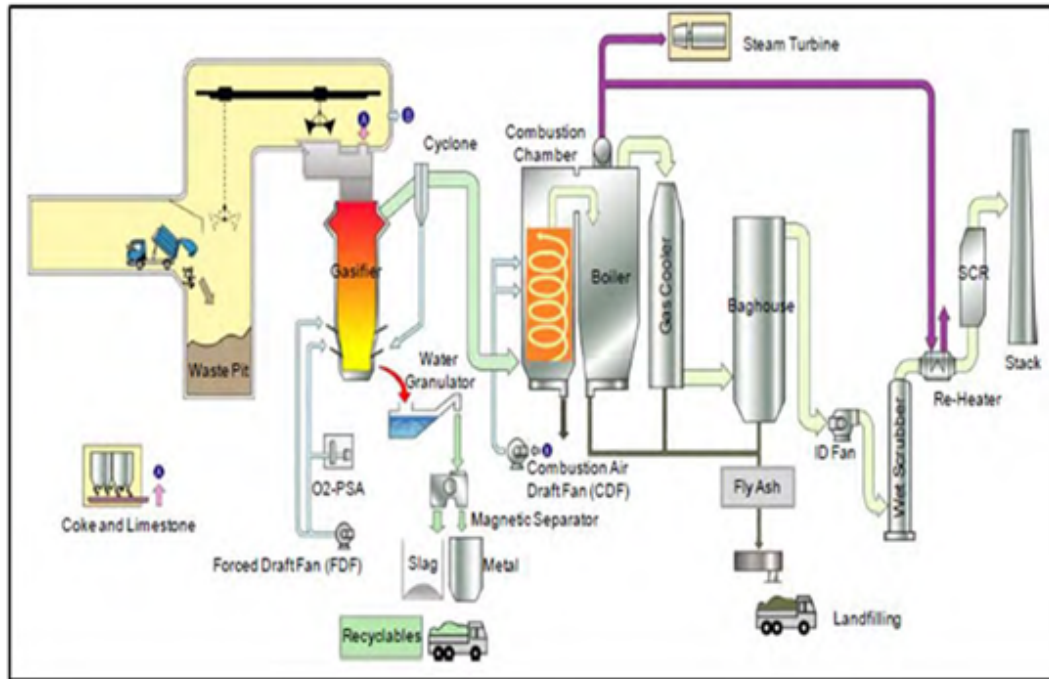 Steam Turbine
A
B
Cyclone
Combustion
Chamber
Gasifier
Boiler
Gas Cooler
Baghouse
SCR
Waste Pit
Water
Granulator
Stack
Re-Heater
ID Fan
Wet Scrubber
O2-PSA
B
Combustion Air
Draft Fan (CDF)
Fly Ash
A
Coke and Limestone
Magnetic Separator
Forced Draft Fan (FDF)
Slag
Metal
Recyclables
Landfilling